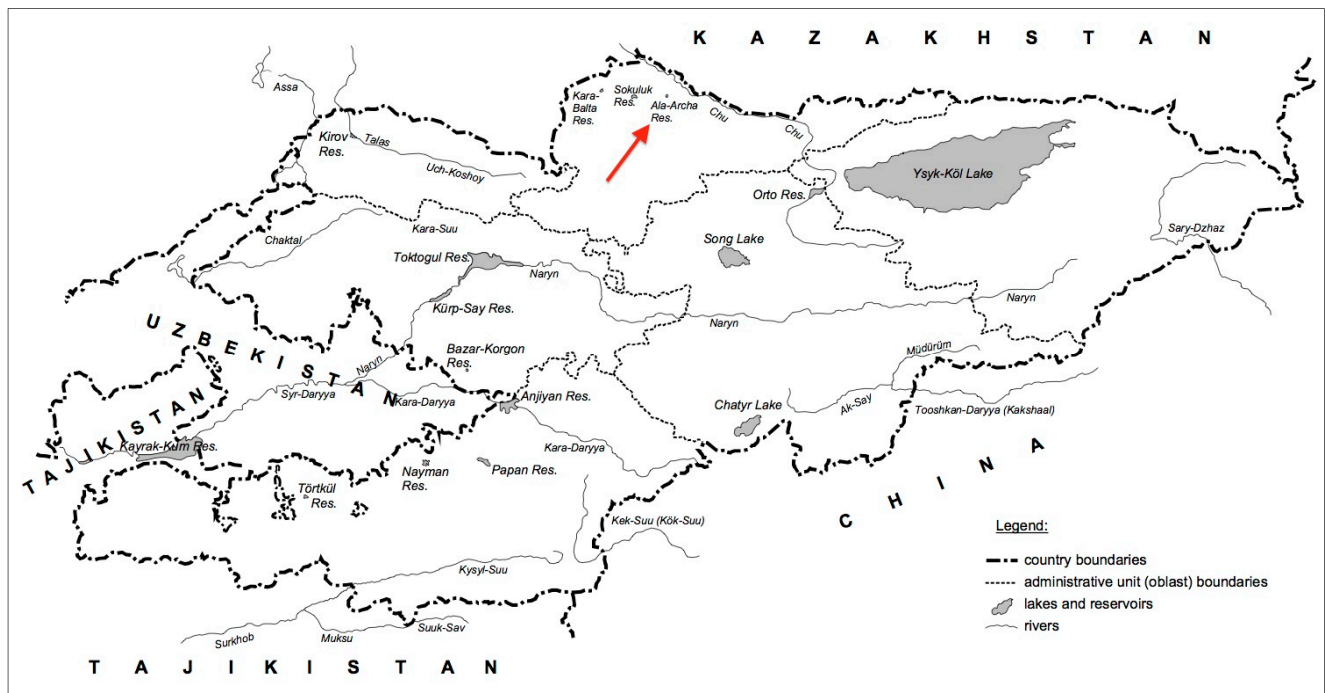 K A Z A K H S T A N
Assa
Kara-
Balta
Res.
Sokuluk
Res.
Ala-Archa
Res.
Chu
Chu
Kirov
Res.
Talas
Uch-Koshoy
Ysyk-Köl Lake
Orto Res.
Chaktal
Kara-Suu
Song Lake
Sary-Dzhaz
Toktogul Res.
Naryn
Naryn
Kürp-Say Res.
Naryn
U Z B E K I S T A N
Bazar-Korgon
Res.
Müdürüm
Naryn
Syr-Daryya
Kara-Daryya
Anjiyan Res.
Ak-Say
Tooshkan-Daryya (Kakshaal)
T A J I K I S T A N
Chatyr Lake
Kayrak-Kum Res.
Kara-Daryya
Nayman
Res.
Papan Res.
C H I N A
Törtkül
Res.
Kek-Suu (Kök-Suu)
Legend:
country boundaries
administrative unit (oblast) boundaries
lakes and reservoirs
rivers
Kysyl-Suu
Surkhob
Muksu
Suuk-Sav
T A J I K I S T A N